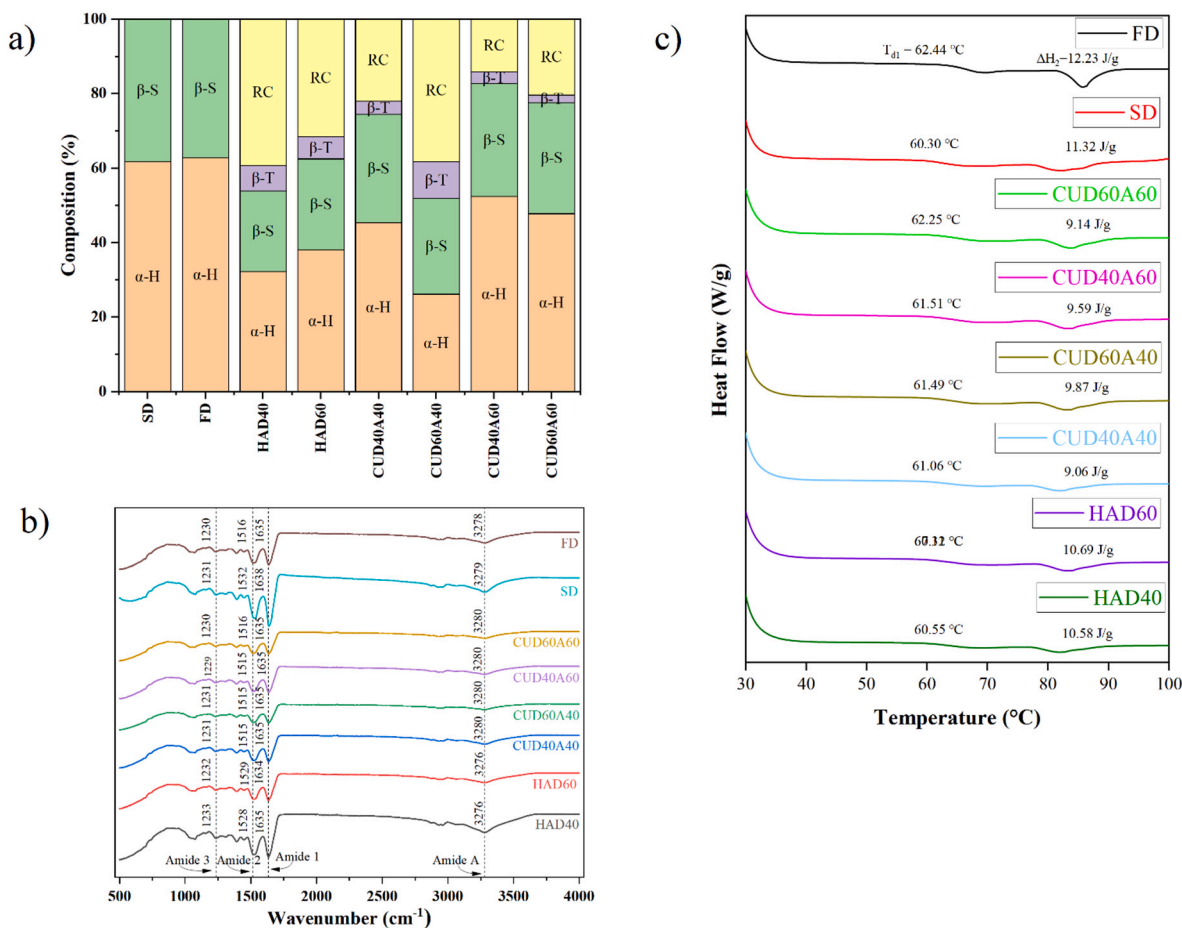 a)
Composition (%)
100
80
60
40
20
0
β-S
α-H
β-S
α-H
RC
β-T
β-S
α-H
RC
β-T
β-S
α-H
RC
β-T
β-S
α-H
RC
β-T
β-S
α-H
RC
β-T
β-S
α-H
RC
β-T
β-S
α-H
SD
FD
HAD40
HAD60
CUD40A40
CUD60A40
CUD40A60
CUD60A60
b)
1230 1516 1635 3278
FD
1231 1532 1638 3279
SD
1230 1516 1635 3280
CUD60A60
1229 1515 1635 3280
CUD40A60
1231 1515 1635 3280
CUD60A40
1231 1515 1635 3280
CUD40A40
1232 1529 1634 3276
HAD60
1233 1528 1635 3276
HAD40
Amide 3 Amide 2 Amide 1 Amide A
500 1000 1500 2000 2500 3000 3500 4000
Wavenumber (cm⁻¹)
c)
Heat Flow (W/g)
FD
T d1 – 62.44 °C ΔH₂–12.23 J/g
SD
60.30 °C 11.32 J/g
CUD60A60
62.25 °C 9.14 J/g
CUD40A60
61.51 °C 9.59 J/g
CUD60A40
61.49 °C 9.87 J/g
CUD40A40
61.06 °C 9.06 J/g
HAD60
°C 10.69 J/g
HAD40
60.55 °C 10.58 J/g
30 40 50 60 70 80 90 100
Temperature (°C)